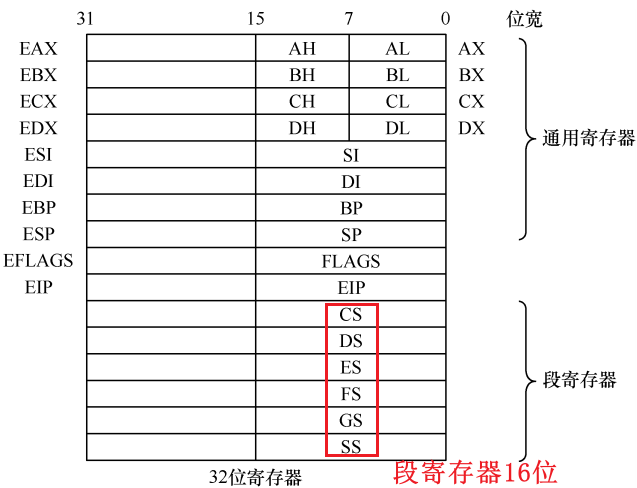 31 15 7 0 位宽
EAX AH AL AX
EBX BH BL BX
ECX CH CL CX
EDX DH DL DX
通用寄存器
ESI SI
EDI DI
EBP BP
ESP SP
EFLAGS FLAGS
EIP EIP
CS
DS
ES
段寄存器
FS
GS
SS
32位寄存器
段寄存器16位